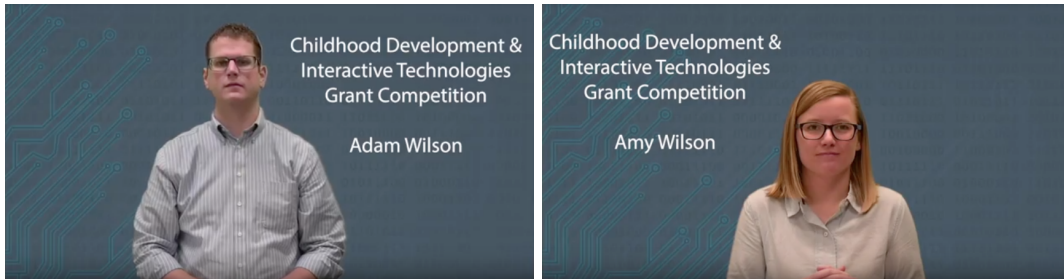 Childhood Development &
Interactive Technologies
Grant Competition
Adam Wilson
Childhood Development &
Interactive Technologies
Grant Competition
Amy Wilson